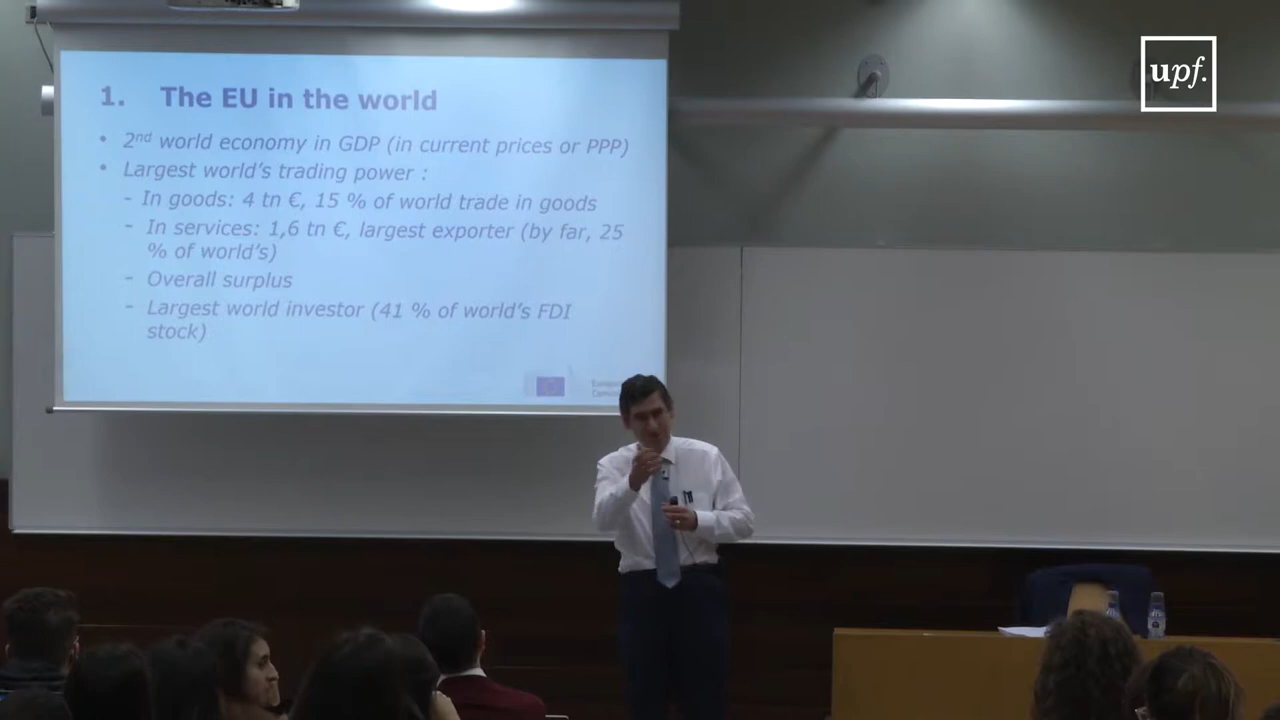 upf.
1. The EU in the world
• 2nd world economy in GDP (in current prices or PPP)
• Largest world's trading power :
- In goods: 4 tn €, 15 % of world trade in goods
- In services: 1,6 tn €, largest exporter (by far, 25
% of world's)
- Overall surplus
- Largest world investor (41 % of world's FDI
stock)